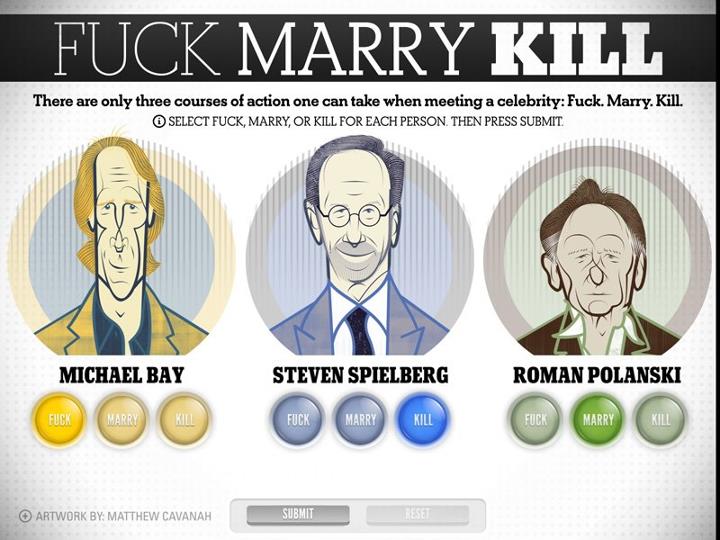 FUCK MARRY KILL
There are only three courses of action one can take when meeting a celebrity: Fuck. Marry. Kill.
SELECT FUCK, MARRY, OR KILL FOR EACH PERSON. THEN PRESS SUBMIT.
MICHAEL BAY STEVEN SPIELBERG ROMAN POLANSKI
FUCK MARRY KILL FUCK MARRY KILL FUCK MARRY KILL
ARTWORK BY: MATTHEW CAVANAH SUBMIT RESET